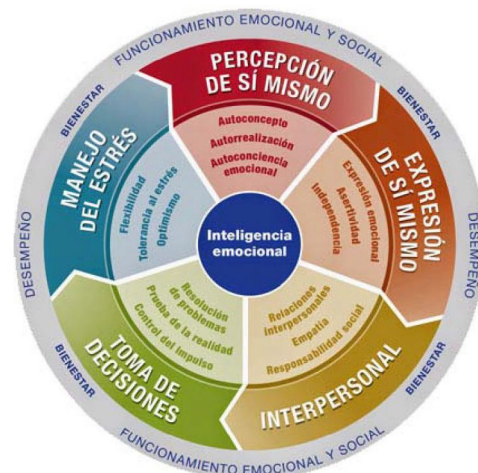 FUNCIONAMIENTO EMOCIONAL Y SOCIAL
BIENESTAR
BIENESTAR
PERCEPCIÓN
DE SÍ MISMO
Autoconcepto
Autorrealización
Autoconciencia
emocional
EXPRESIÓN
DE SÍ MISMO
Expresión emocional
Asertividad
Independencia
DESEMPEÑO
INTERPERSONAL
Relaciones
interpersonales
Empatía
Responsabilidad social
BIENESTAR
TOMA DE
DECISIONES
Resolución
de problemas
Prueba de la realidad
Control del impulso
BIENESTAR
MANEJO
DEL ESTRÉS
Flexibilidad
Tolerancia al estrés
Optimismo
DESEMPEÑO
Inteligencia
emocional
FUNCIONAMIENTO EMOCIONAL Y SOCIAL